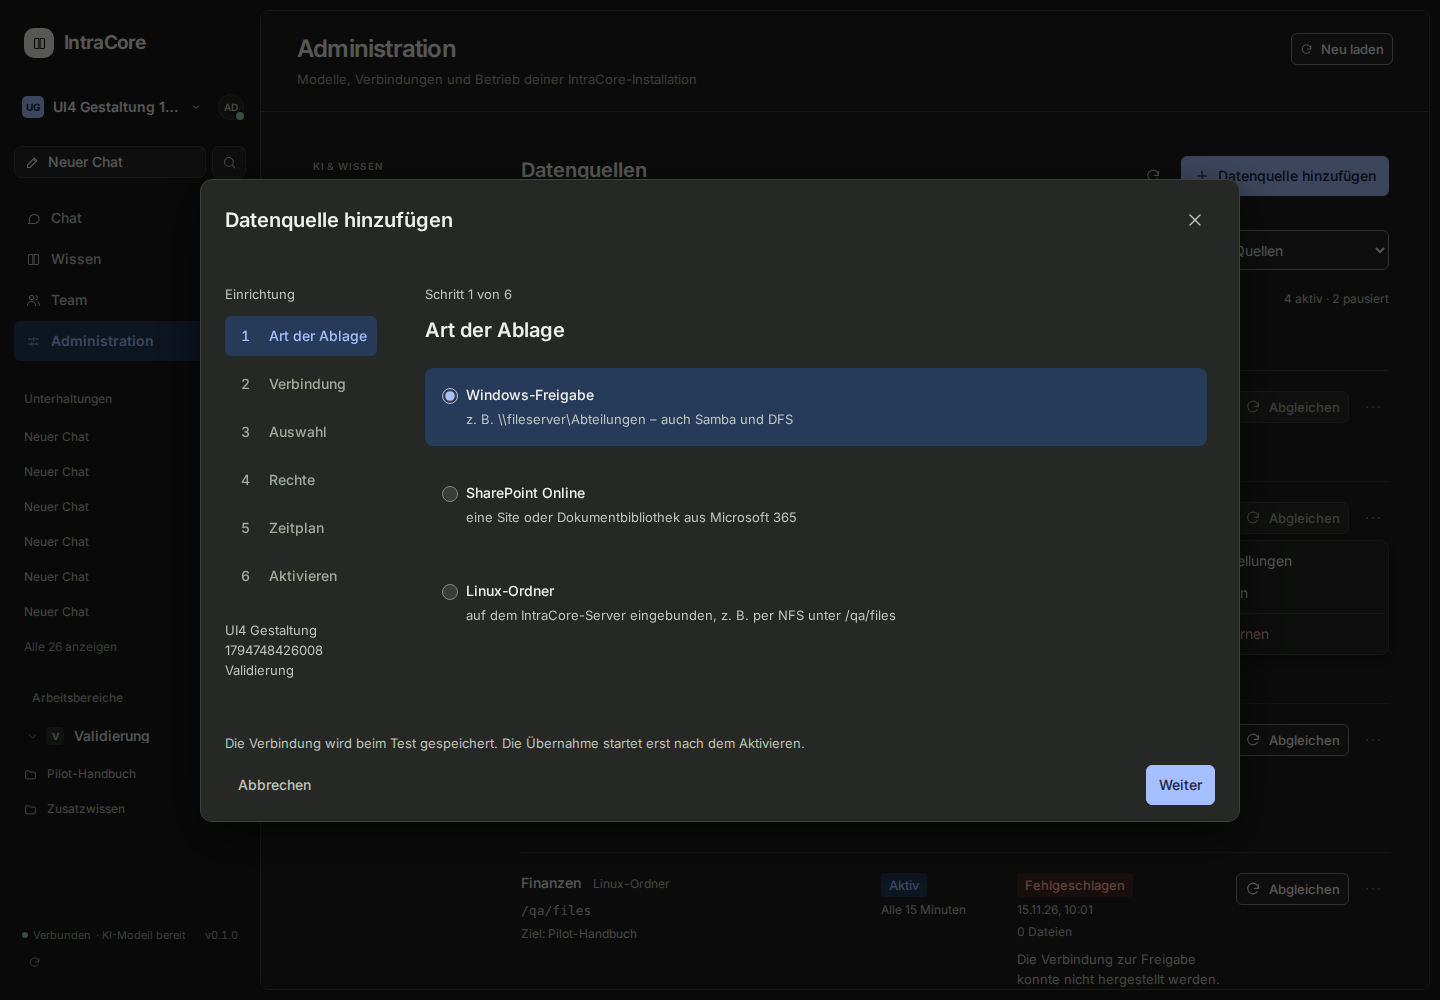 IntraCore
UG UI4 Gestaltung 1... AD
Neuer Chat
Chat
Wissen
Team
Administration
Unterhaltungen
Neuer Chat
Neuer Chat
Neuer Chat
Neuer Chat
Neuer Chat
Neuer Chat
Alle 26 anzeigen
Arbeitsbereiche
V Validierung
Pilot-Handbuch
Zusatzwissen
Verbunden · KI-Modell bereit v0.1.0
Administration
Modelle, Verbindungen und Betrieb deiner IntraCore-Installation
Neu laden
KI & WISSEN
Datenquellen
Datenquelle hinzufügen
Quellen
4 aktiv · 2 pausiert
Abgleichen
Abgleichen
Abgleichen
Datenquelle hinzufügen
Einrichtung
1 Art der Ablage
2 Verbindung
3 Auswahl
4 Rechte
5 Zeitplan
6 Aktivieren
UI4 Gestaltung
1794748426008
Validierung
Schritt 1 von 6
Art der Ablage
Windows-Freigabe
z. B. \\fileserver\Abteilungen – auch Samba und DFS
SharePoint Online
eine Site oder Dokumentbibliothek aus Microsoft 365
Linux-Ordner
auf dem IntraCore-Server eingebunden, z. B. per NFS unter /qa/files
Die Verbindung wird beim Test gespeichert. Die Übernahme startet erst nach dem Aktivieren.
Abbrechen
Weiter
Finanzen Linux-Ordner
/qa/files
Ziel: Pilot-Handbuch
Aktiv
Alle 15 Minuten
Fehlgeschlagen
15.11.26, 10:01
0 Dateien
Die Verbindung zur Freigabe
konnte nicht hergestellt werden.
Abgleichen